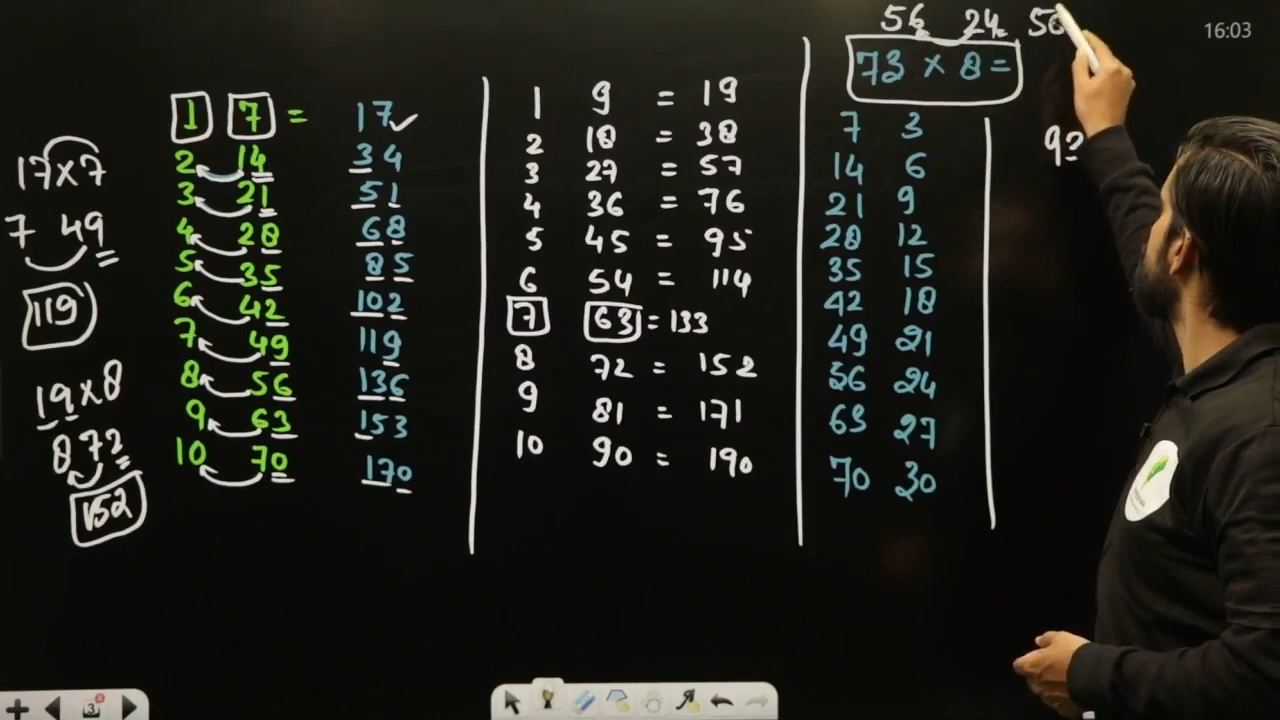 16:03
17×7
7 49
119
19×8
8 72
152
1 7 = 17
2 14 34
3 21 51
4 28 68
5 35 85
6 42 102
7 49 119
8 56 136
9 63 153
10 70 170
1 9 = 19
2 18 = 38
3 27 = 57
4 36 = 76
5 45 = 95
6 54 = 114
7 63 = 133
8 72 = 152
9 81 = 171
10 90 = 190
56 24
73 × 8 =
7 3
14 6
21 9
28 12
35 15
42 18
49 21
56 24
63 27
70 30